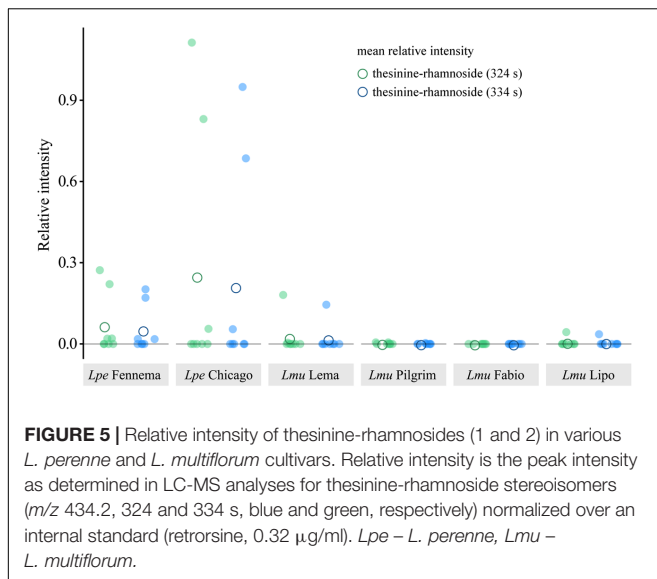 mean relative intensity
thesinine-rhamnoside (324 s)
thesinine-rhamnoside (334 s)
Relative intensity
0.9
0.6
0.3
0.0
Lpe Fennema
Lpe Chicago
Lmu Lema
Lmu Pilgrim
Lmu Fabio
Lmu Lipo
FIGURE 5 | Relative intensity of thesinine-rhamnosides (1 and 2) in various
L. perenne and L. multiflorum cultivars. Relative intensity is the peak intensity
as determined in LC-MS analyses for thesinine-rhamnoside stereoisomers
(m/z 434.2, 324 and 334 s, blue and green, respectively) normalized over an
internal standard (retrorsine, 0.32 μg/ml). Lpe – L. perenne, Lmu –
L. multiflorum.